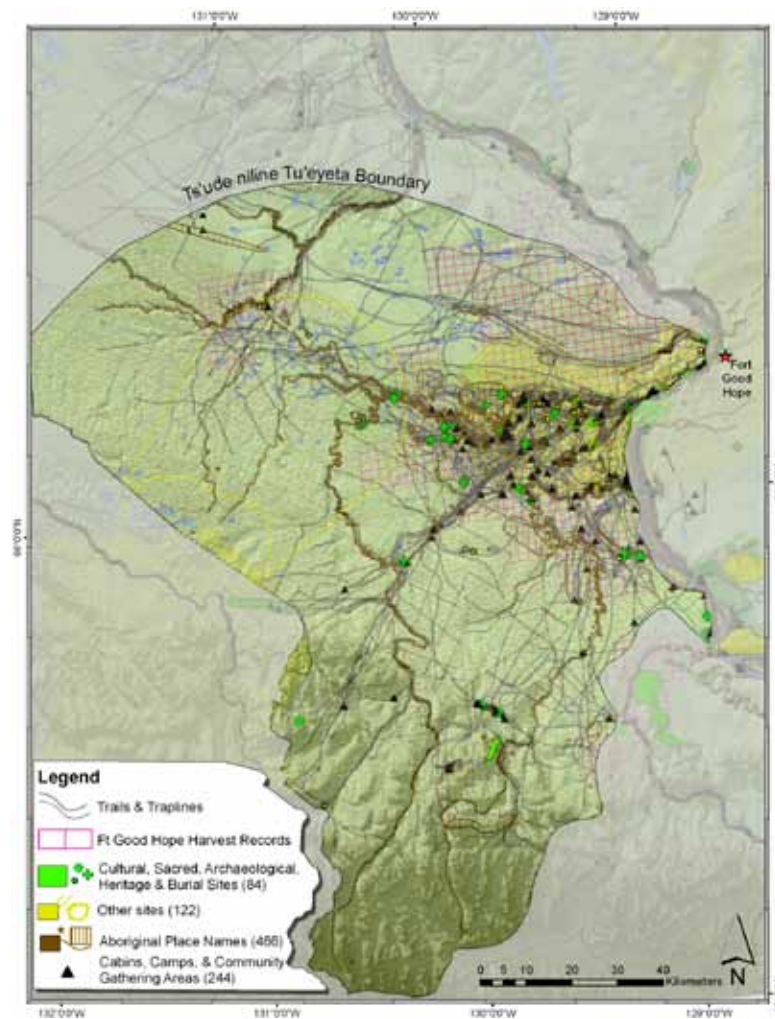 131°0'0"W 130°0'0"W 129°0'0"W
Ts'ude niline Tu'eyeta Boundary
Fort
Good
Hope
Legend
Trails & Traplines
Ft Good Hope Harvest Records
Cultural, Sacred, Archaeological,
Heritage & Burial Sites (84)
Other sites (122)
Aboriginal Place Names (466)
Cabins, Camps, & Community
Gathering Areas (244)
0 5 10 20 30 40
Kilometers
N
132°0'0"W 131°0'0"W 130°0'0"W 129°0'0"W